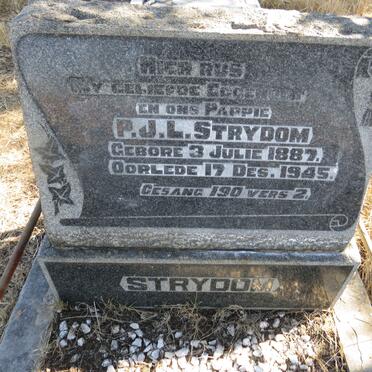 HIER RUS
MY GELIEFDE EGGENOOT
EN ONS PAPPIE
P.J.L. STRYDOM
GEBORE 3 JULIE 1887,
OORLEDE 17 DES. 1945.
GESANG 190 VERS 2.
STRYDOM